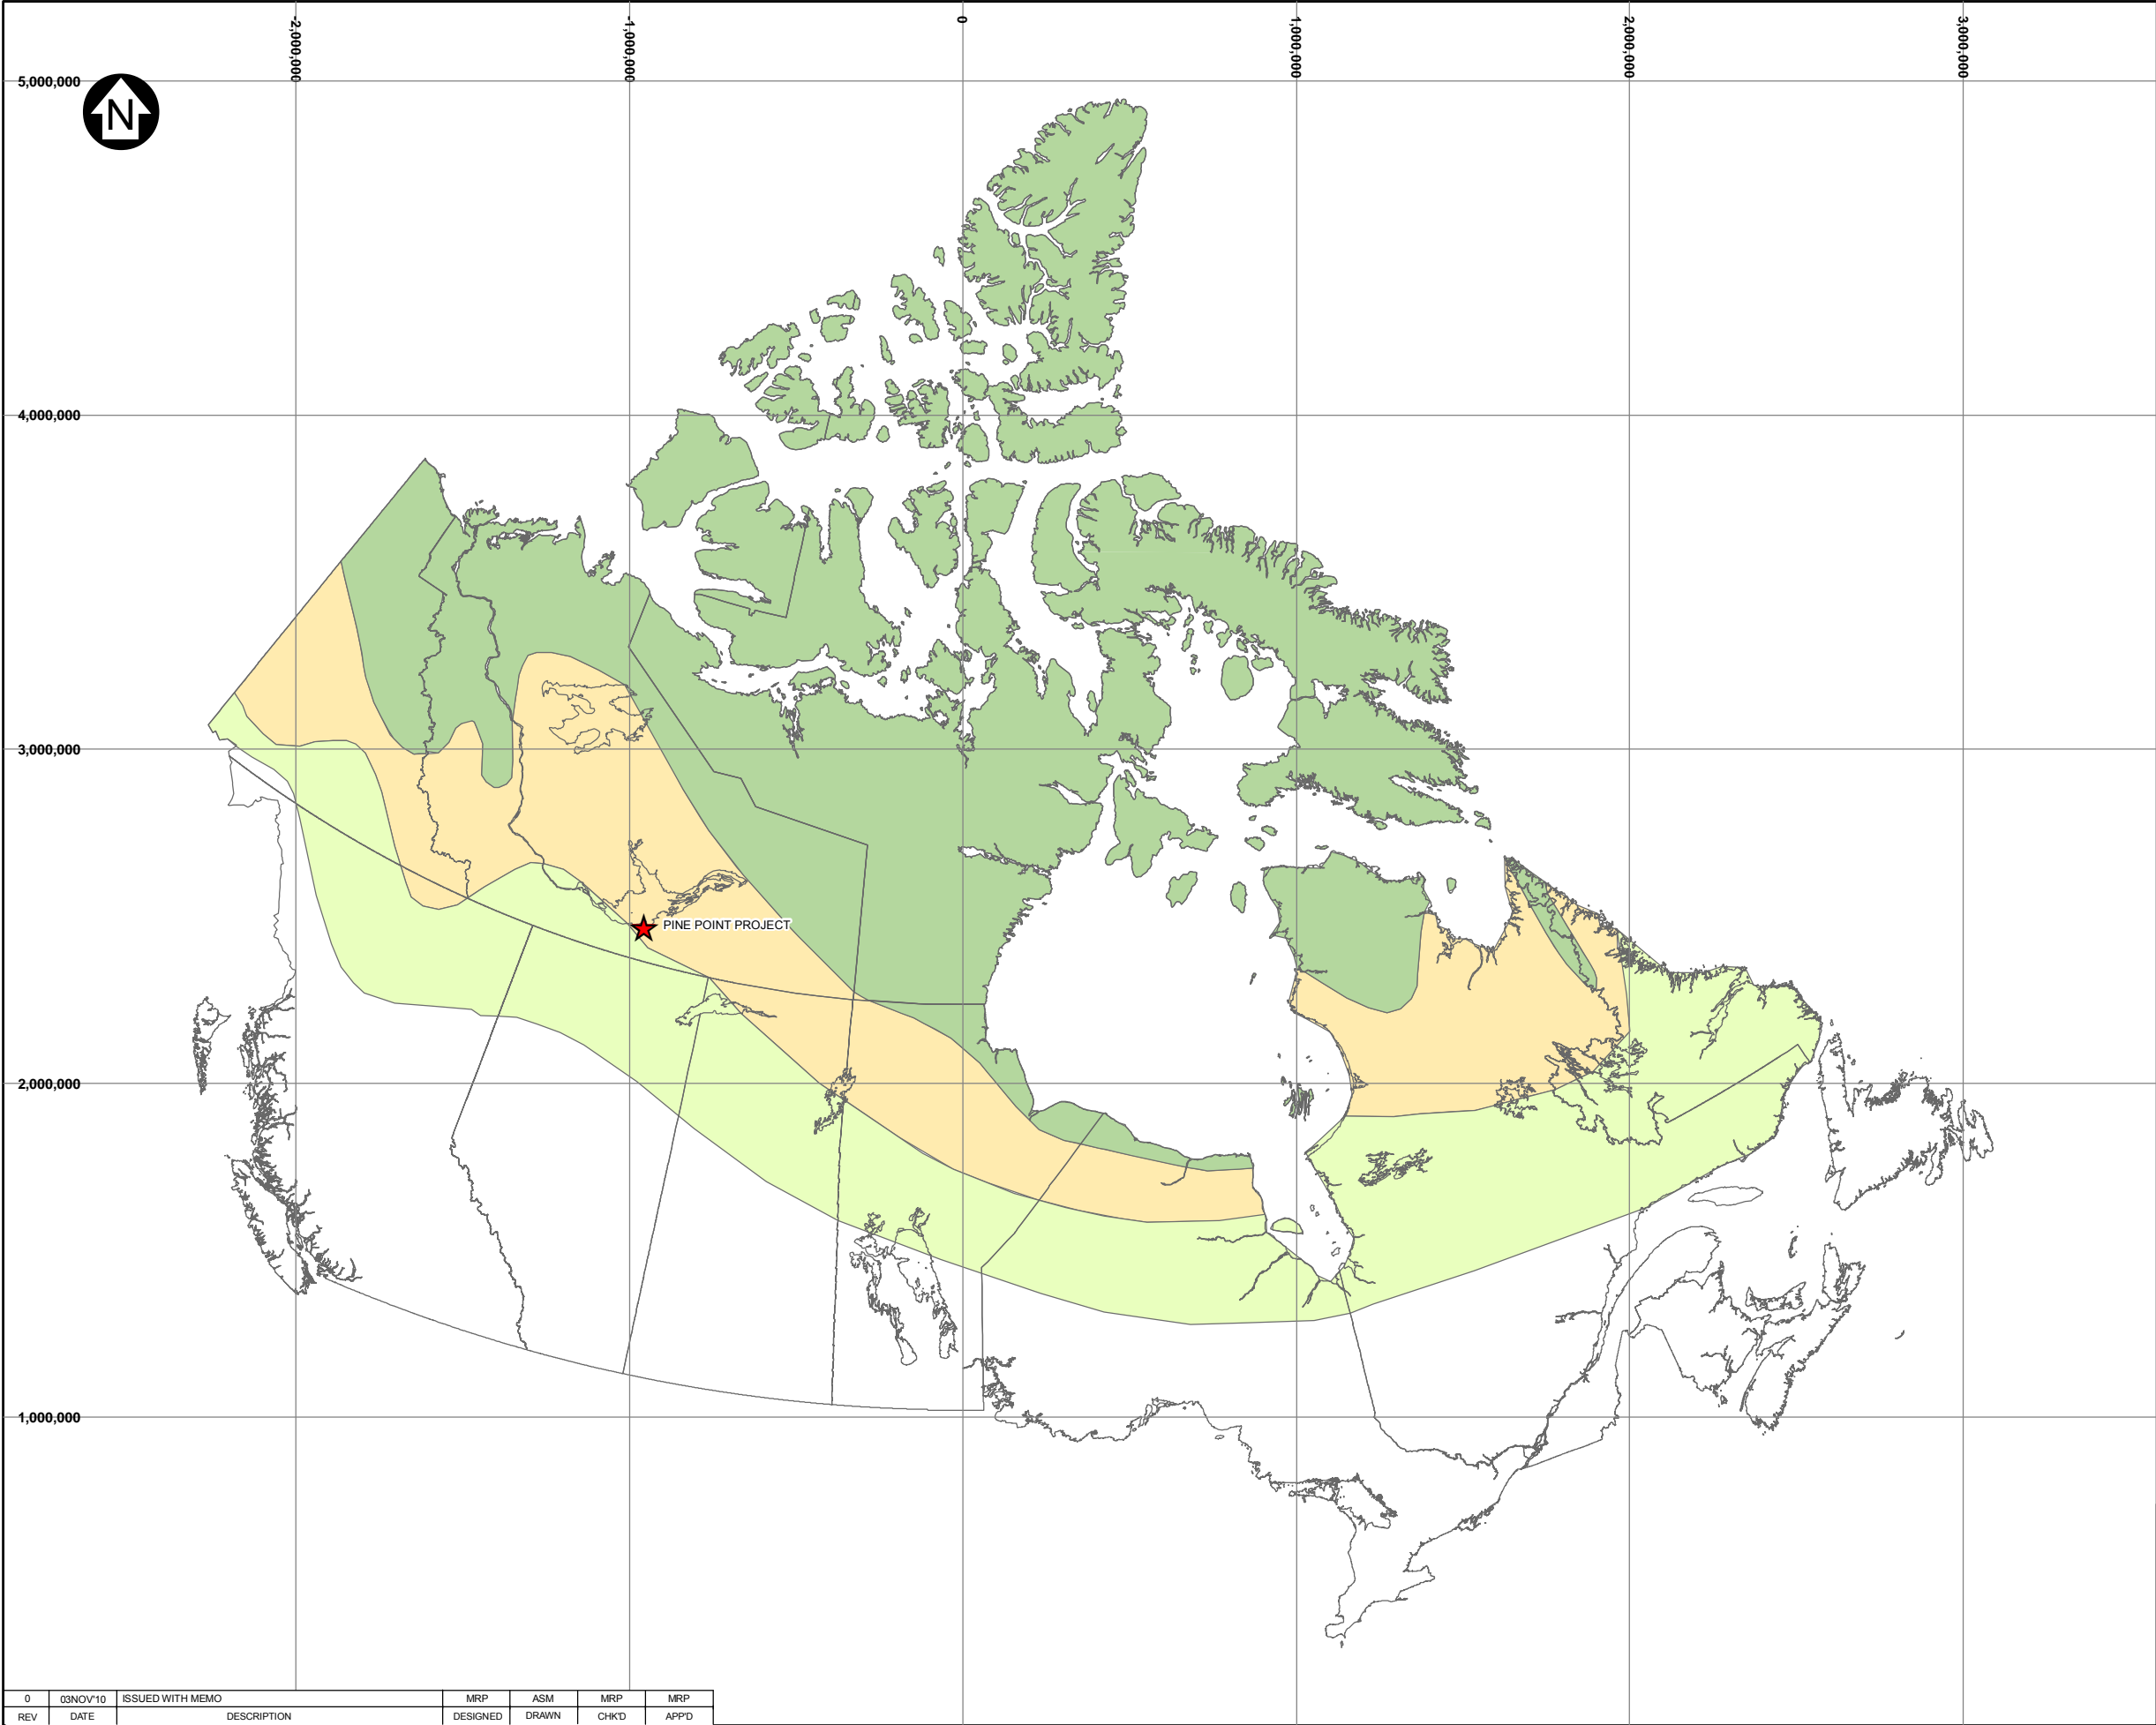 -2,000,000
-1,000,000
0
1,000,000
2,000,000
3,000,000
5,000,000
N
4,000,000
3,000,000
PINE POINT PROJECT
2,000,000
1,000,000
0 03NOV'10 ISSUED WITH MEMO MRP ASM MRP MRP
REV DATE DESCRIPTION DESIGNED DRAWN CHK'D APP'D